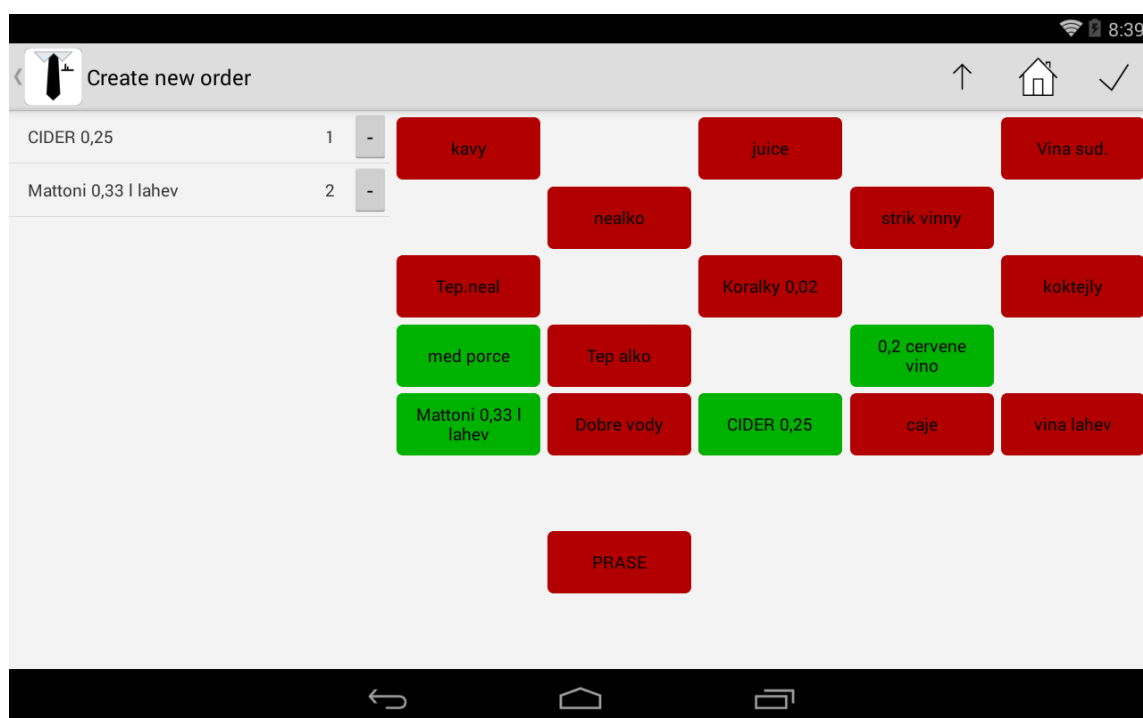 8:39
Create new order
CIDER 0,25 1 -
Mattoni 0,33 l lahev 2 -
kavy juice Vina sud.
nealko strik vinny
Tep.neal Koralky 0,02 koktejly
med porce Tep alko 0,2 cervene
vino
Mattoni 0,33 l
lahev Dobre vody CIDER 0,25 caje vina lahev
PRASE